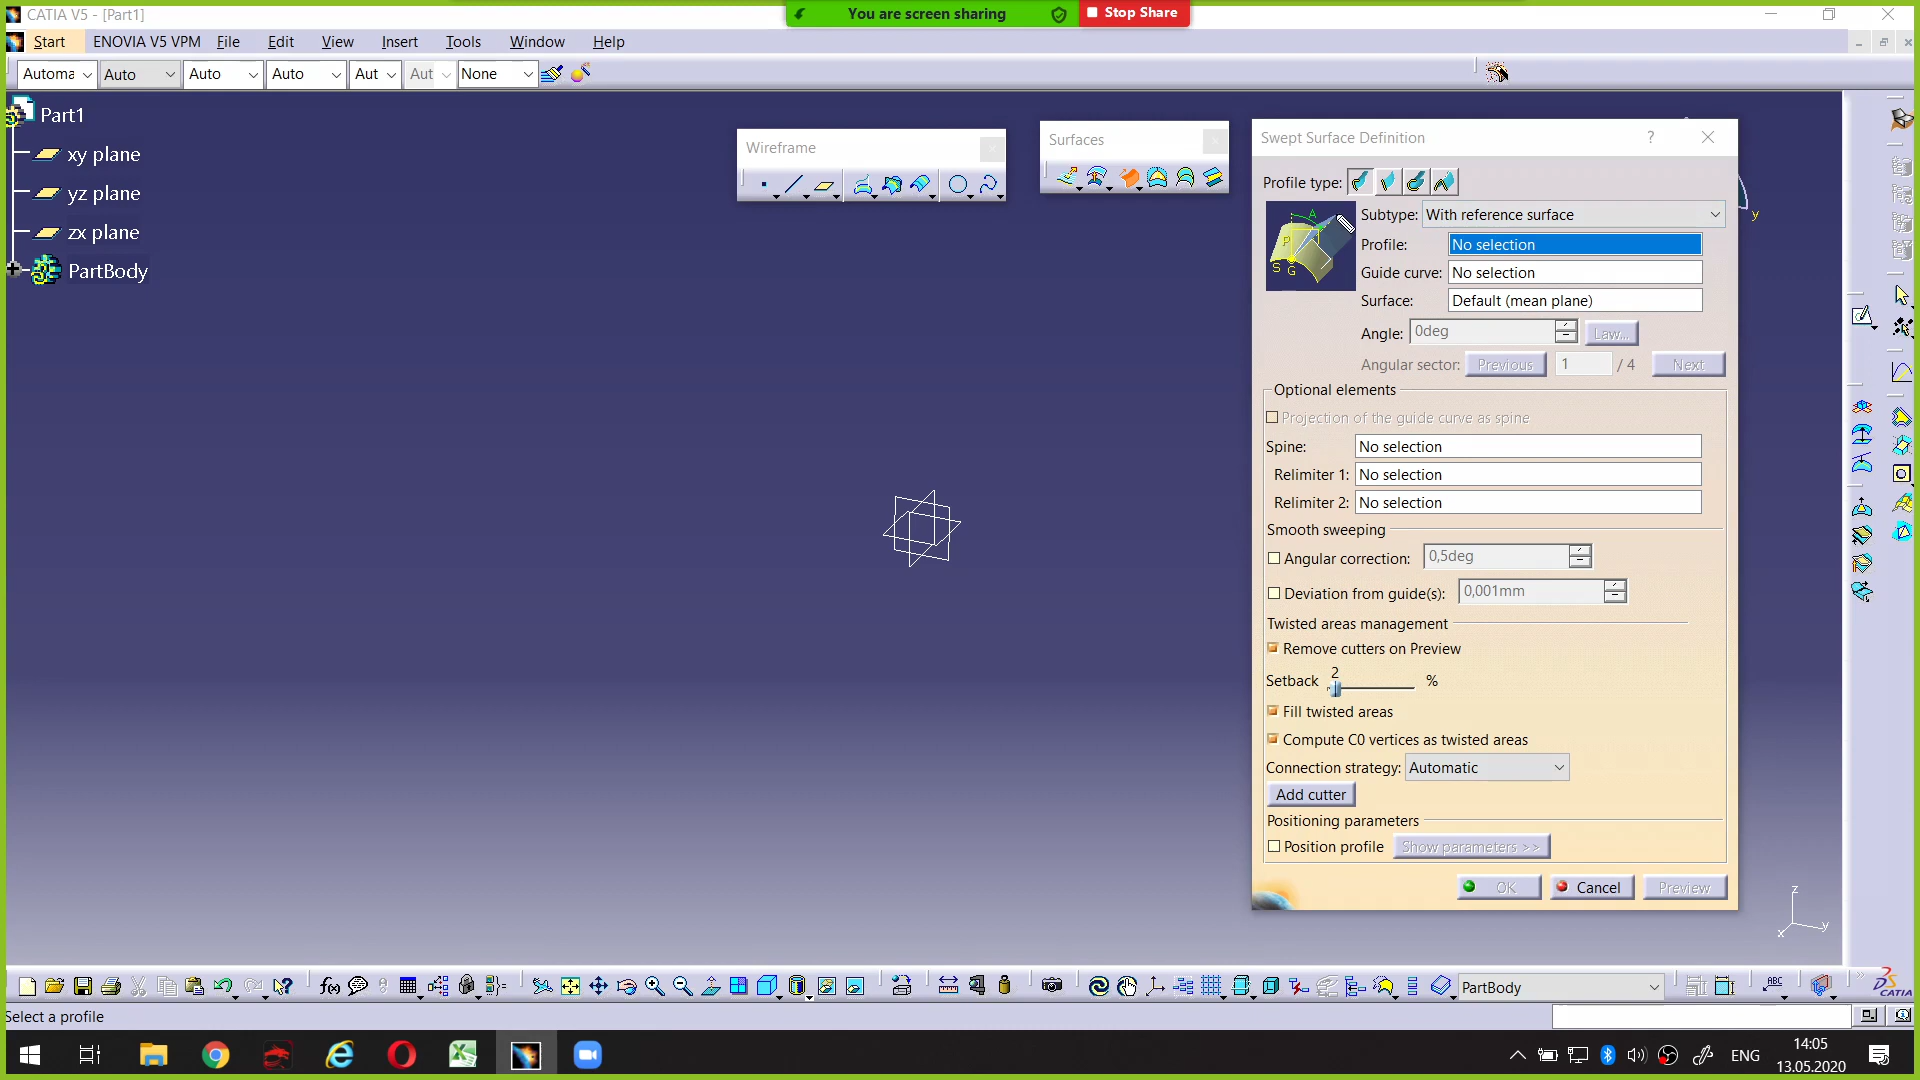 CATIA V5 - [Part1]
You are screen sharing
Stop Share
Start
ENOVIA V5 VPM
File
Edit
View
Insert
Tools
Window
Help
Automa
Auto
Auto
Auto
Aut
Aut
None
Part1
xy plane
yz plane
zx plane
PartBody
Wireframe
Surfaces
Swept Surface Definition
?
Profile type:
Subtype: With reference surface
Profile: No selection
Guide curve: No selection
Surface: Default (mean plane)
Angle: 0deg Law...
Angular sector: Previous 1 / 4 Next
Optional elements
Projection of the guide curve as spine
Spine: No selection
Relimiter 1: No selection
Relimiter 2: No selection
Smooth sweeping
Angular correction: 0,5deg
Deviation from guide(s): 0,001mm
Twisted areas management
Remove cutters on Preview
Setback 2 %
Fill twisted areas
Compute C0 vertices as twisted areas
Connection strategy: Automatic
Add cutter
Positioning parameters
Position profile Show parameters >>
OK Cancel Preview
A
P
S G
y
z
x y
f(x)
PartBody
ABC
CATIA
Select a profile
ENG
14:05
13.05.2020